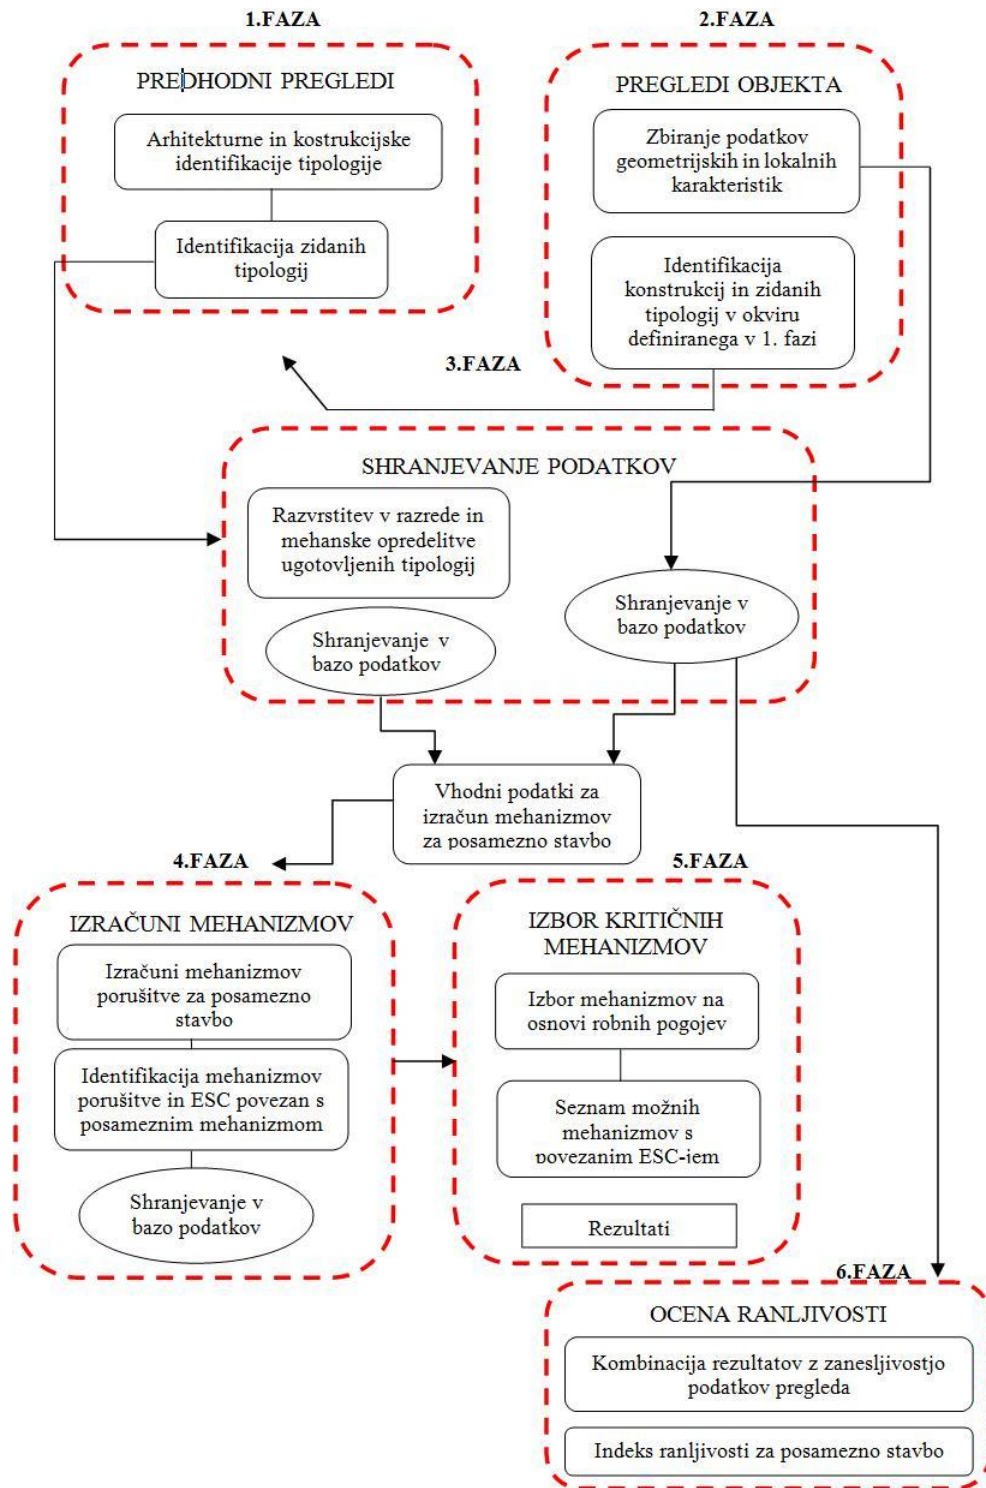 1.FAZA
PREDHODNI PREGLEDI
Arhitekturne in kostrukcijske
identifikacije tipologije
Identifikacija zidanih
tipologij
2.FAZA
PREGLEDI OBJEKTA
Zbiranje podatkov
geometrijskih in lokalnih
karakteristik
Identifikacija
konstrukcij in zidanih
tipologij v okviru
definiranega v 1. fazi
3.FAZA
SHRANJEVANJE PODATKOV
Razvrstitev v razrede in
mehanske opredelitve
ugotovljenih tipologij
Shranjevanje v
bazo podatkov
Shranjevanje v
bazo podatkov
Vhodni podatki za
izračun mehanizmov
za posamezno stavbo
4.FAZA
IZRAČUNI MEHANIZMOV
Izračuni mehanizmov
porušitve za posamezno
stavbo
Identifikacija mehanizmov
porušitve in ESC povezan s
posameznim mehanizmom
Shranjevanje v
bazo podatkov
5.FAZA
IZBOR KRITIČNIH
MEHANIZMOV
Izbor mehanizmov na
osnovi robnih pogojev
Seznam možnih
mehanizmov s
povezanim ESC-jem
Rezultati
6.FAZA
OCENA RANLJIVOSTI
Kombinacija rezultatov z zanesljivostjo
podatkov pregleda
Indeks ranljivosti za posamezno stavbo